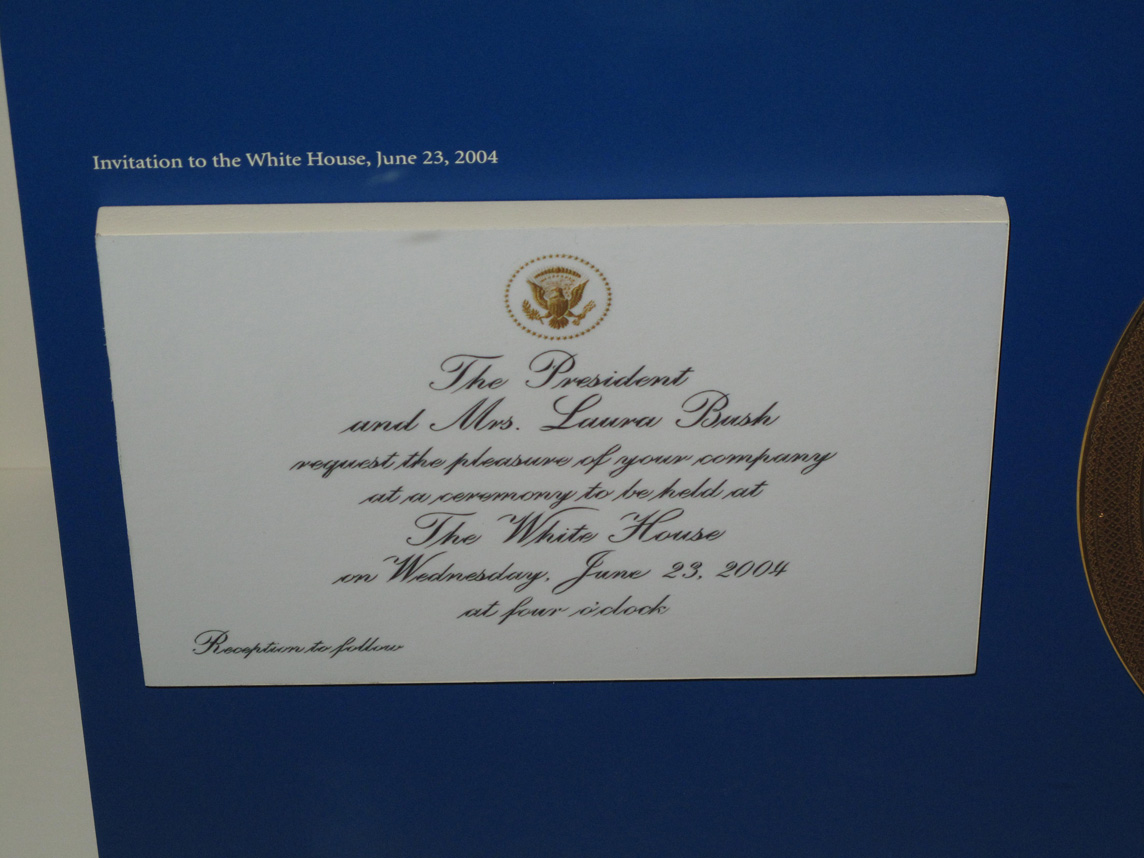 Invitation to the White House, June 23, 2004
The President
and Mrs. Laura Bush
request the pleasure of your company
at a ceremony to be held at
The White House
on Wednesday, June 23, 2004
at four o'clock
Reception to follow